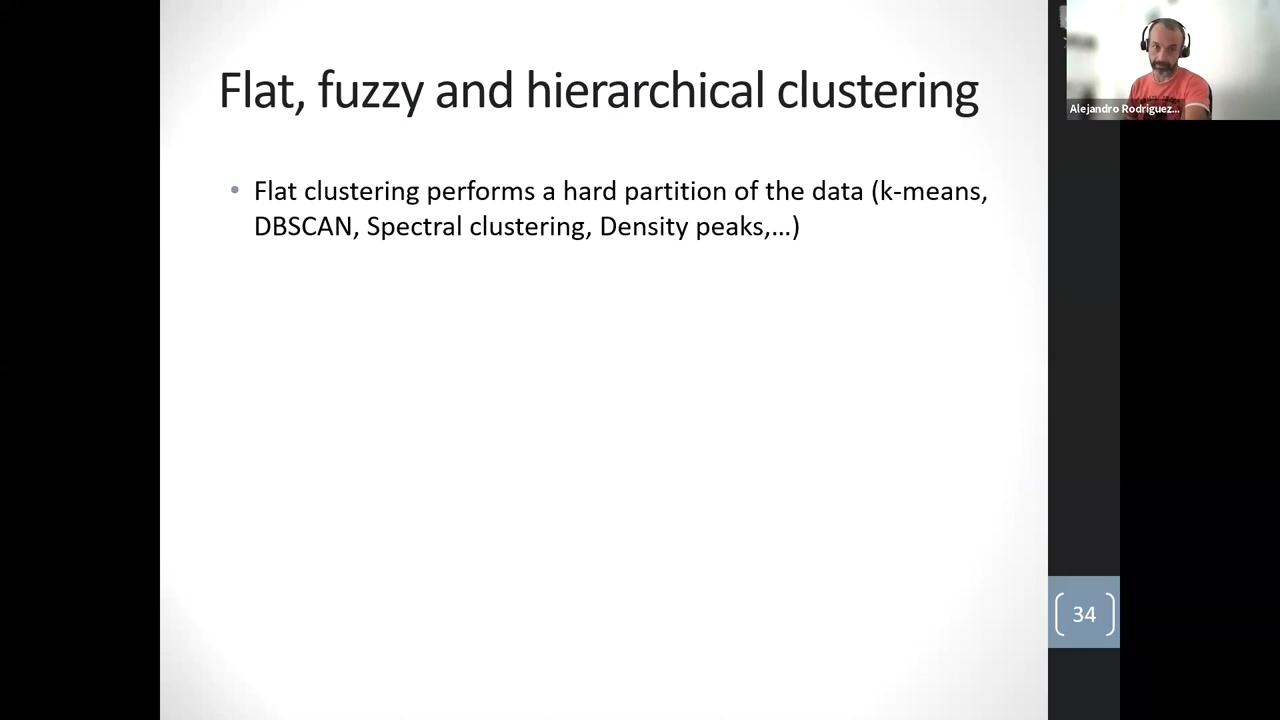 Flat, fuzzy and hierarchical clustering
• Flat clustering performs a hard partition of the data (k-means,
DBSCAN, Spectral clustering, Density peaks,...)
34
Alejandro Rodriguez...